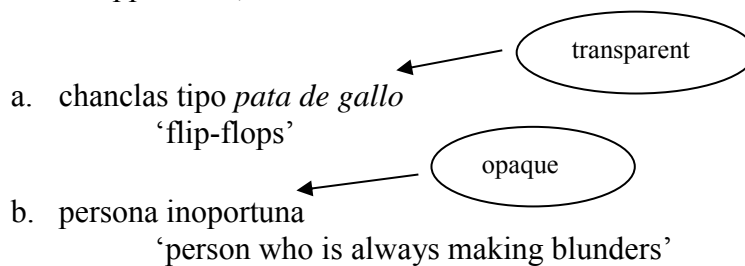 transparent
a. chanclas tipo pata de gallo
‘flip-flops’
opaque
b. persona inoportuna
‘person who is always making blunders’